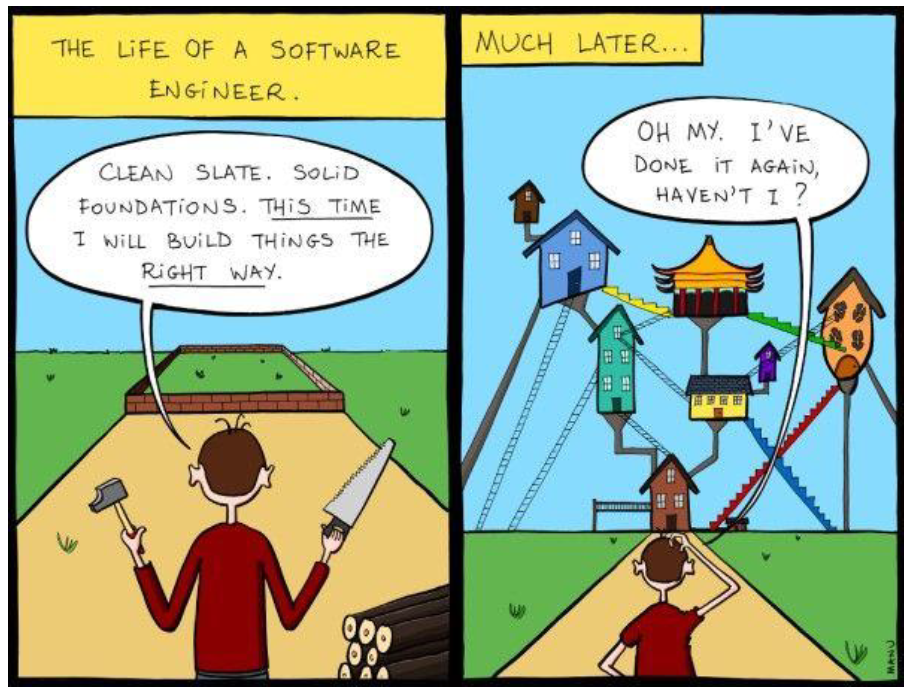 THE LIFE OF A SOFTWARE
ENGINEER.
CLEAN SLATE. SOLID
FOUNDATIONS. THIS TIME
I WILL BUILD THINGS THE
RIGHT WAY.
MUCH LATER...
OH MY. I'VE
DONE IT AGAIN,
HAVEN'T I ?
MANU